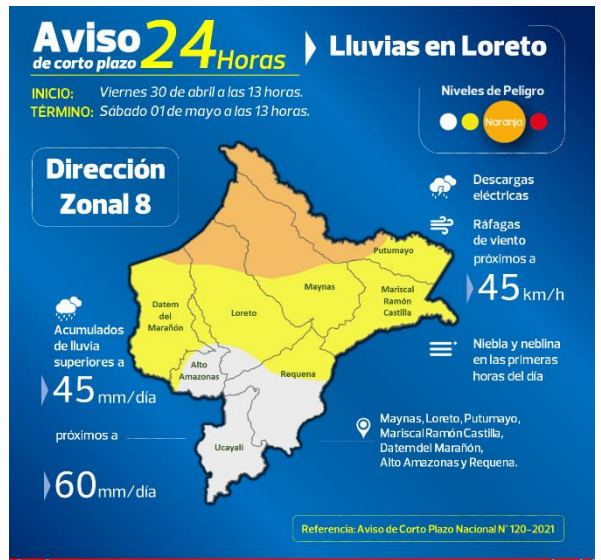 Aviso 24 Horas
de corto plazo
Lluvias en Loreto
INICIO: Viernes 30 de abril a las 13 horas.
TÉRMINO: Sábado 01 de mayo a las 13 horas.
Niveles de Peligro
Naranja
Dirección
Zonal 8
Descargas
eléctricas
Ráfagas
de viento
próximos a
45 km/h
Niebla y neblina
en las primeras
horas del día
Putumayo
Maynas
Mariscal
Ramón
Castilla
Loreto
Datem
del
Marañón
Alto
Amazonas
Requena
Ucayali
Acumulados
de lluvia
superiores a
45 mm/día
próximos a
60 mm/día
Maynas, Loreto, Putumayo,
Mariscal Ramón Castilla,
Datem del Marañón,
Alto Amazonas y Requena.
Referencia: Aviso de Corto Plazo Nacional N° 120-2021